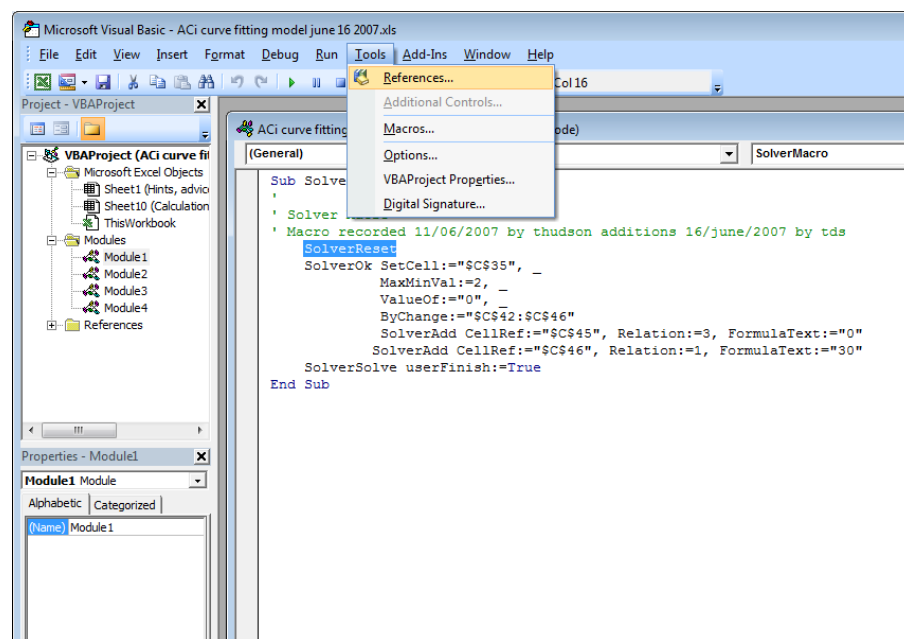 Microsoft Visual Basic - ACi curve fitting model june 16 2007.xls
File Edit View Insert Format Debug Run Tools Add-Ins Window Help
Col 16
References...
Additional Controls...
Macros...
Options...
VBAProject Properties...
Digital Signature...
Project - VBAProject
VBAProject (ACi curve fi
Microsoft Excel Objects
Sheet1 (Hints, advic
Sheet10 (Calculation
ThisWorkbook
Modules
Module1
Module2
Module3
Module4
References
Properties - Module1
Module1 Module
Alphabetic Categorized
(Name) Module1
ACi curve fitting ode)
(General) SolverMacro
Sub Solve
'
' Solver
' Macro recorded 11/06/2007 by thudson additions 16/june/2007 by tds
SolverReset
SolverOk SetCell:="$C$35", _
MaxMinVal:=2, _
ValueOf:="0", _
ByChange:="$C$42:$C$46"
SolverAdd CellRef:="$C$45", Relation:=3, FormulaText:="0"
SolverAdd CellRef:="$C$46", Relation:=1, FormulaText:="30"
SolverSolve userFinish:=True
End Sub